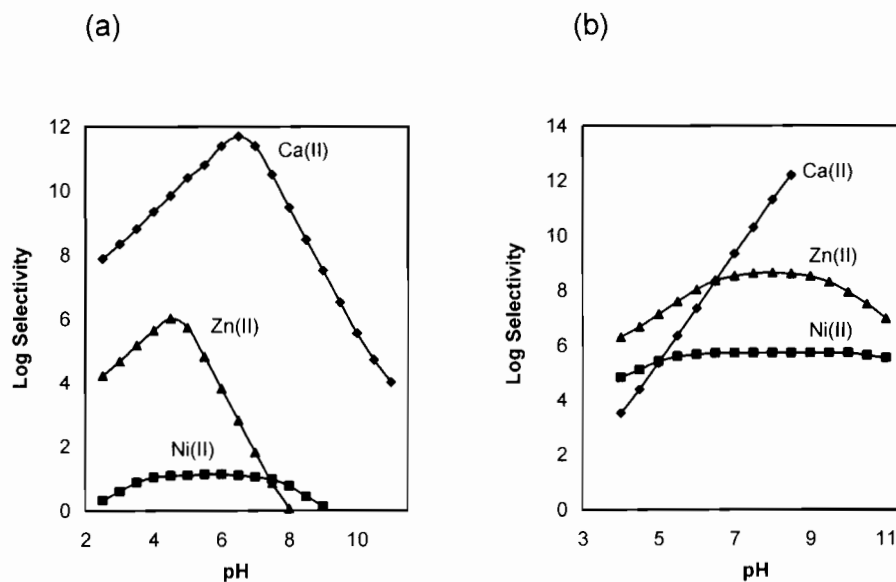 (a)
12
10
8
6
4
2
0
2 4 6 8 10
Log Selectivity
pH
Ca(II)
Zn(II)
Ni(II)
(b)
14
12
10
8
6
4
2
0
3 5 7 9 11
Log Selectivity
pH
Ca(II)
Zn(II)
Ni(II)